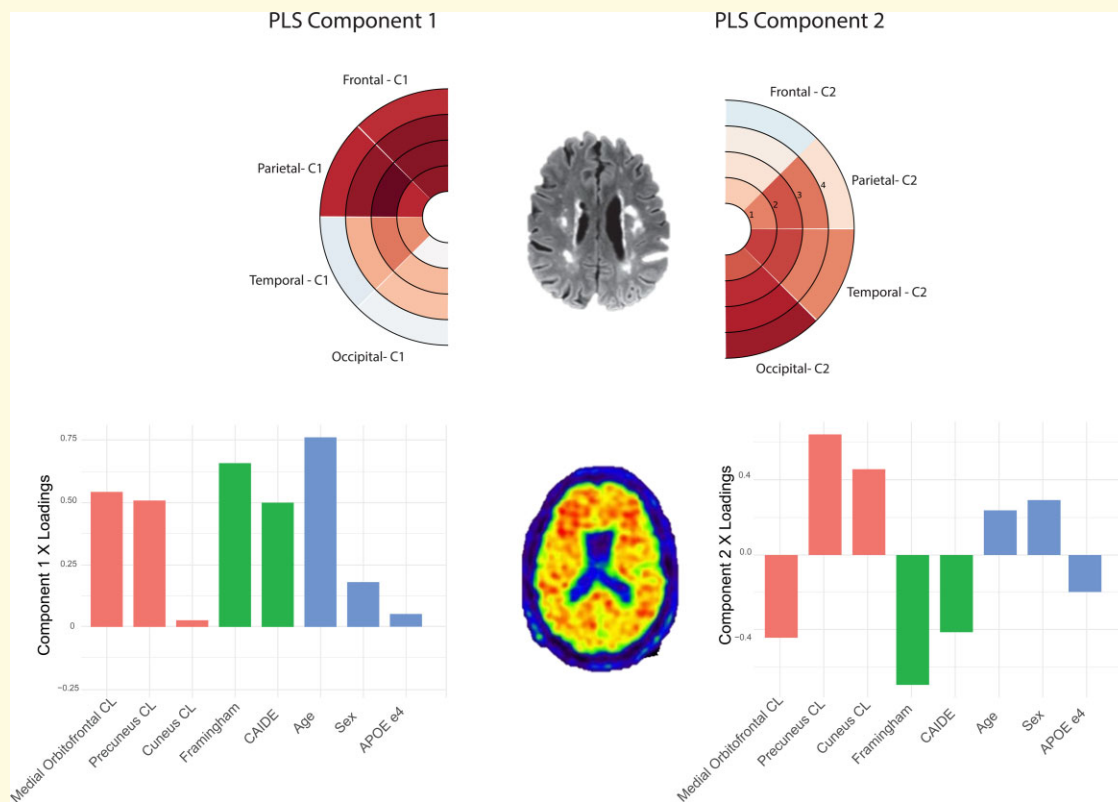 PLS Component 1
PLS Component 2
Frontal - C1
Parietal- C1
Temporal - C1
Occipital- C1
Frontal - C2
Parietal- C2
Temporal - C2
Occipital- C2
1
2
3
4
Component 1 X Loadings
0.75
0.50
0.25
0
−0.25
Medial Orbitofrontal CL
Precuneus CL
Cuneus CL
Framingham
CAIDE
Age
Sex
APOE e4
Component 2 X Loadings
0.4
0.0
−0.4
Medial Orbitofrontal CL
Precuneus CL
Cuneus CL
Framingham
CAIDE
Age
Sex
APOE e4